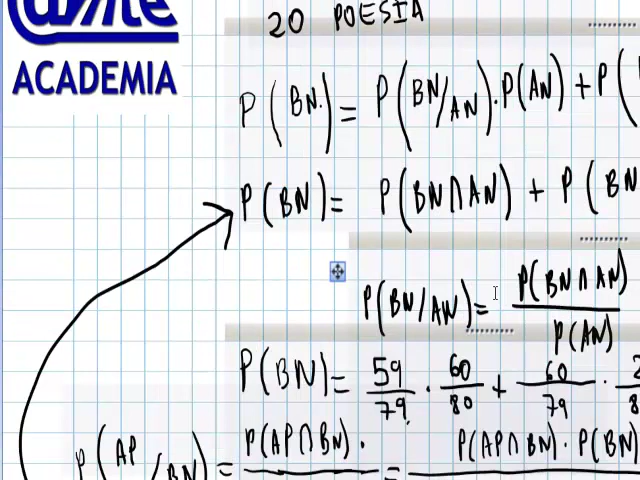 ACADEMIA
20 POESIA
P(BN) = P(BN/AN).P(AN) + P(
P(BN) = P(BN∩AN) + P(BN
P(BN/AN) = P(BN∩AN) / P(AN)
P(BN) = 59/79 · 60/80 + 60/79 ·
P(AP/BN) = P(AP∩BN). = P(AP∩BN) · P(BN)